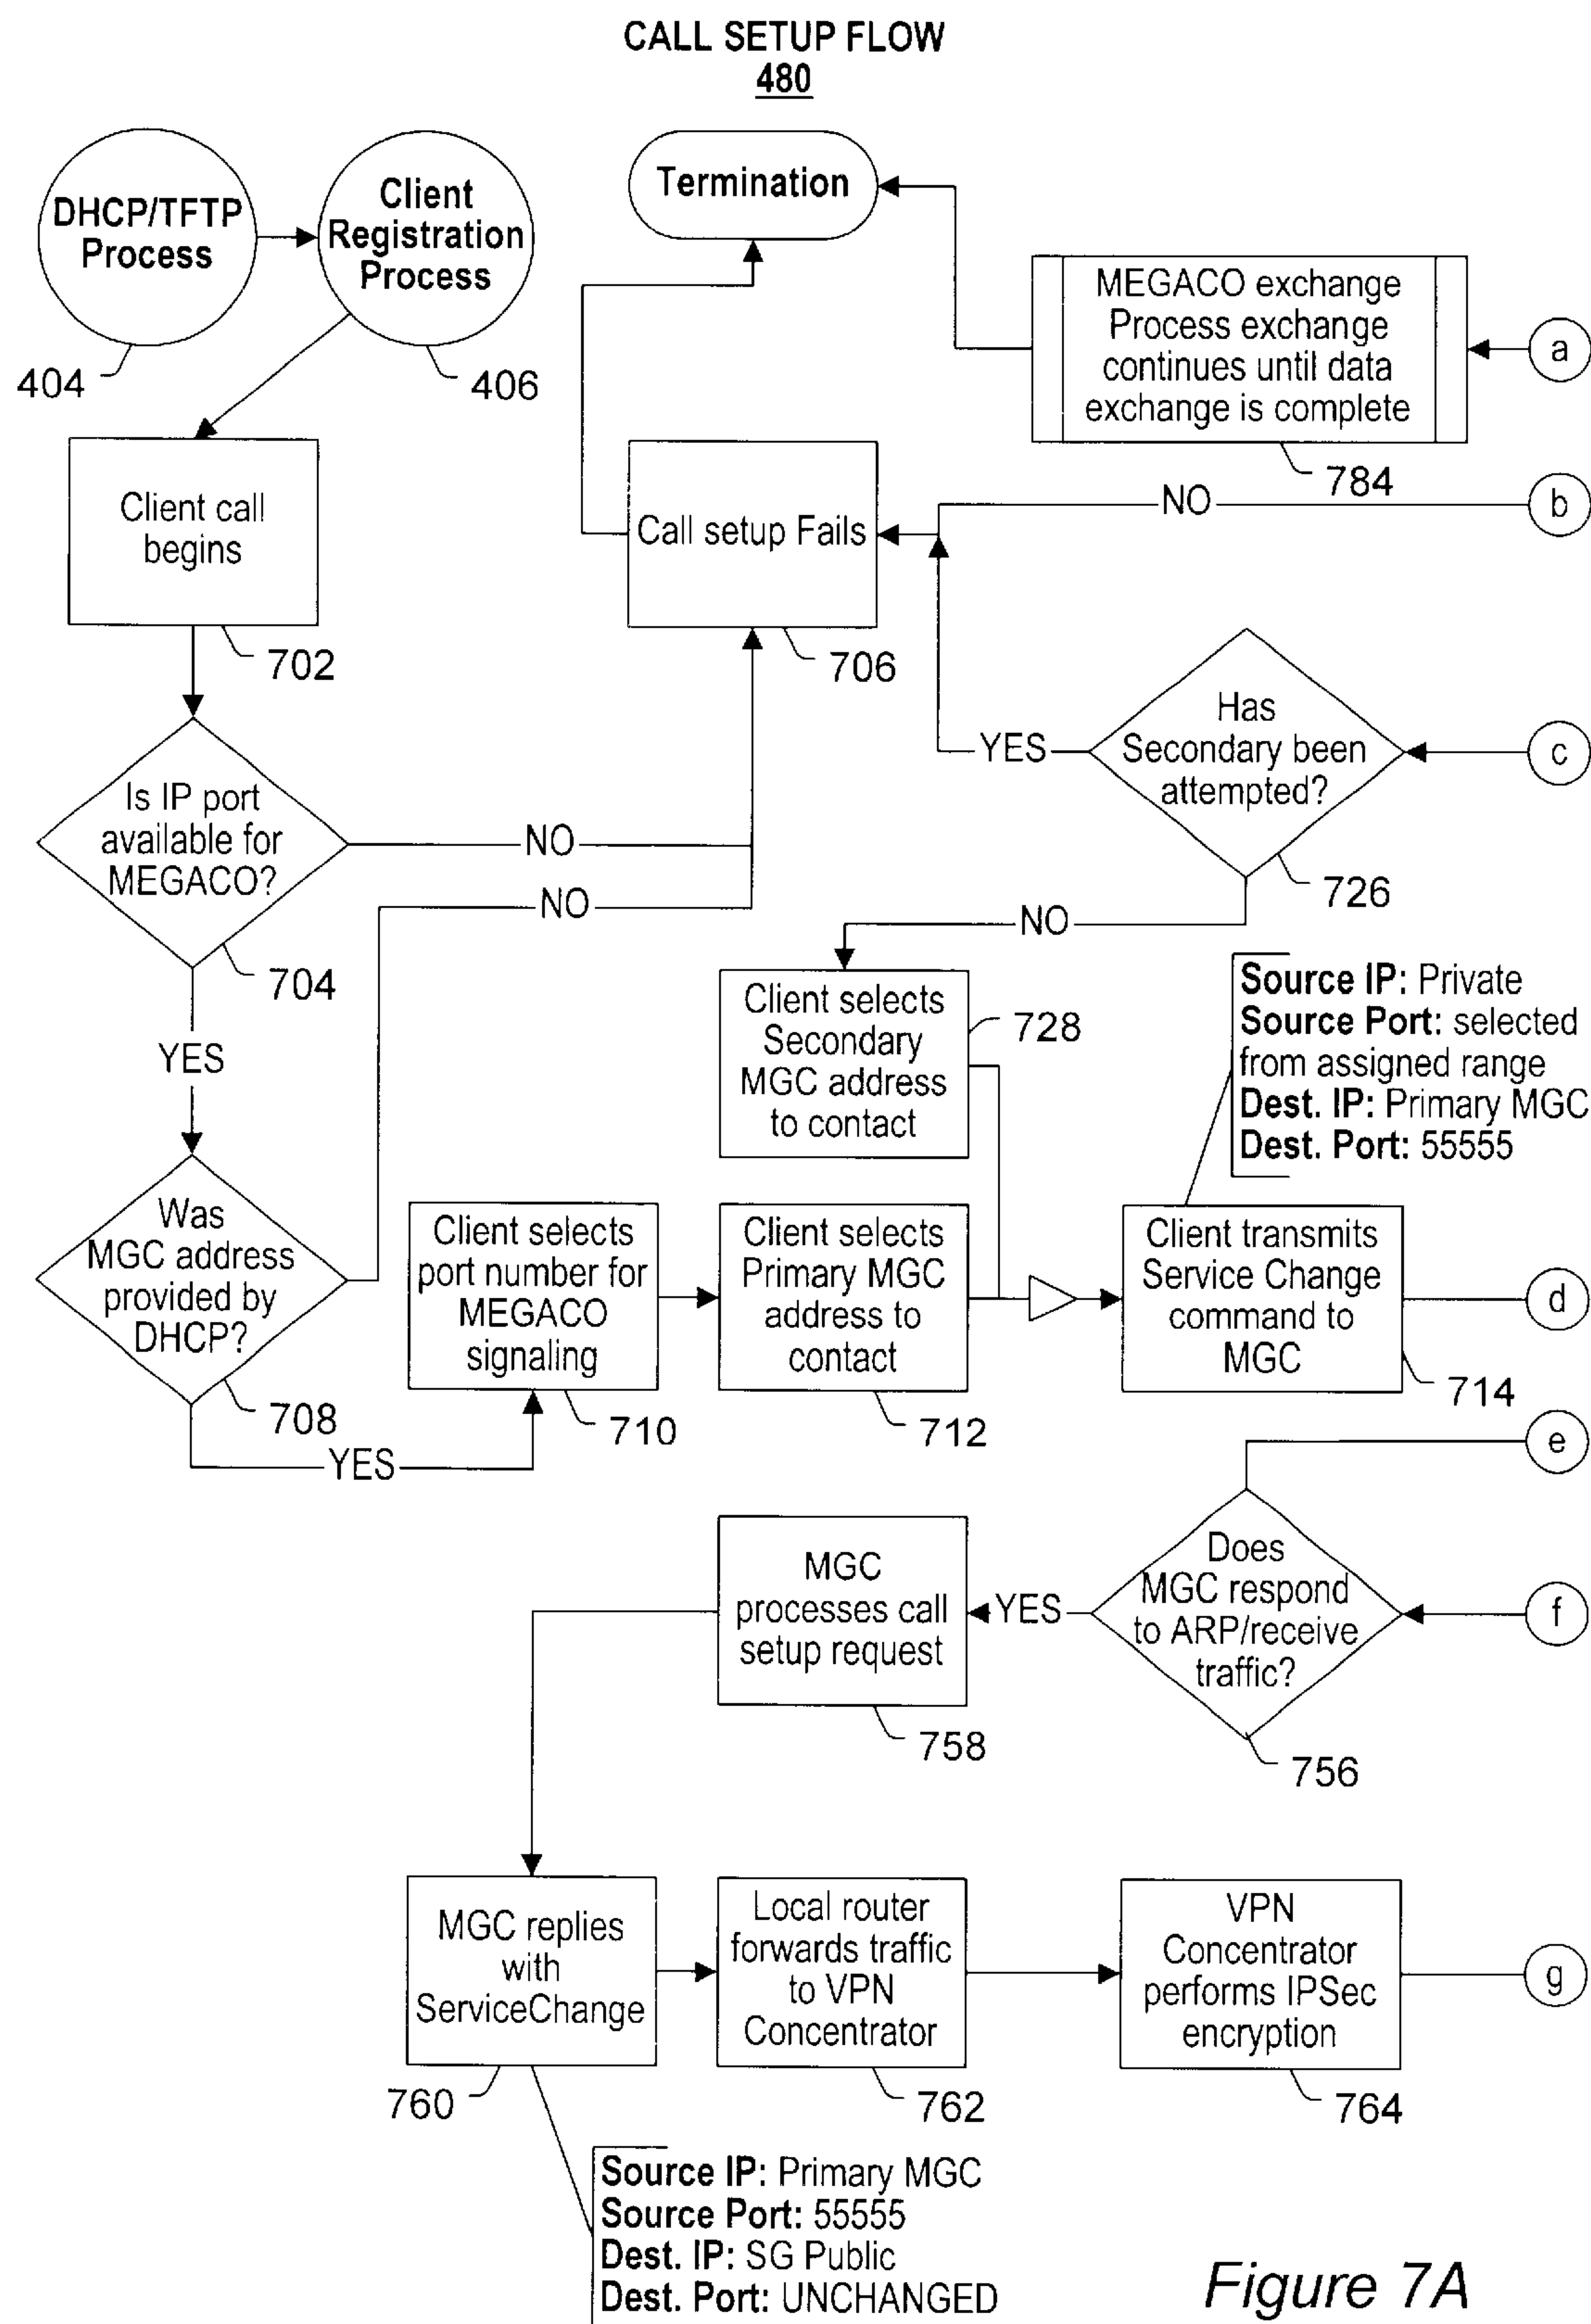 CALL SETUP FLOW
480
DHCP/TFTP
Process
404
Client
Registration
Process
406
Termination
MEGACO exchange
Process exchange
continues until data
exchange is complete
784
a
Client call
begins
702
Call setup Fails
706
NO
b
Has
Secondary been
attempted?
726
YES
c
Is IP port
available for
MEGACO?
704
NO
NO
NO
YES
Client selects
Secondary
MGC address
to contact
728
Source IP: Private
Source Port: selected
from assigned range
Dest. IP: Primary MGC
Dest. Port: 55555
Was
MGC address
provided by
DHCP?
708
YES
Client selects
port number for
MEGACO
signaling
710
Client selects
Primary MGC
address to
contact
712
Client transmits
Service Change
command to
MGC
714
d
e
MGC
processes call
setup request
758
YES
Does
MGC respond
to ARP/receive
traffic?
756
f
MGC replies
with
ServiceChange
760
Local router
forwards traffic
to VPN
Concentrator
762
VPN
Concentrator
performs IPSec
encryption
764
g
Source IP: Primary MGC
Source Port: 55555
Dest. IP: SG Public
Dest. Port: UNCHANGED
Figure 7A